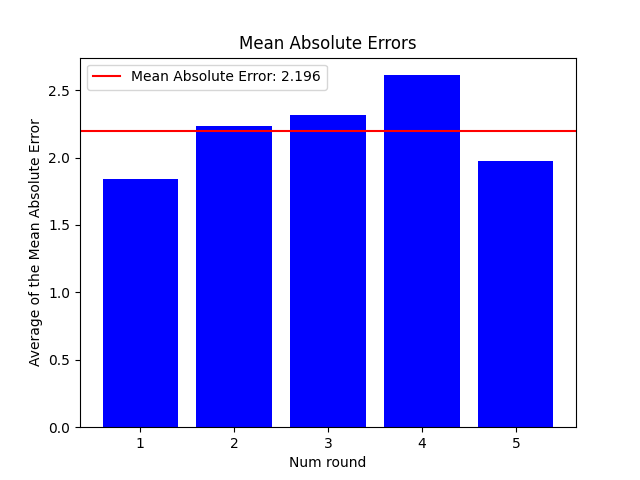 Mean Absolute Errors
Mean Absolute Error: 2.196
Average of the Mean Absolute Error
2.5
2.0
1.5
1.0
0.5
0.0
1 2 3 4 5
Num round